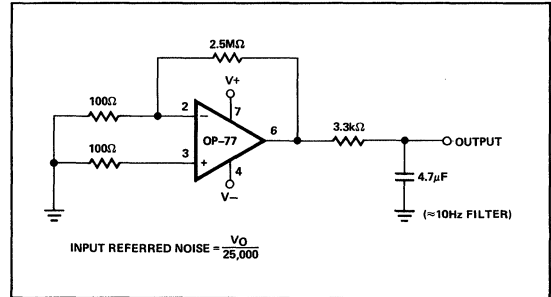 2.5MΩ
V+
100Ω
2
−
7
OP-77
6
3.3kΩ
OUTPUT
100Ω
3
+
4
V−
4.7μF
(≈10Hz FILTER)
INPUT REFERRED NOISE = VO
25,000